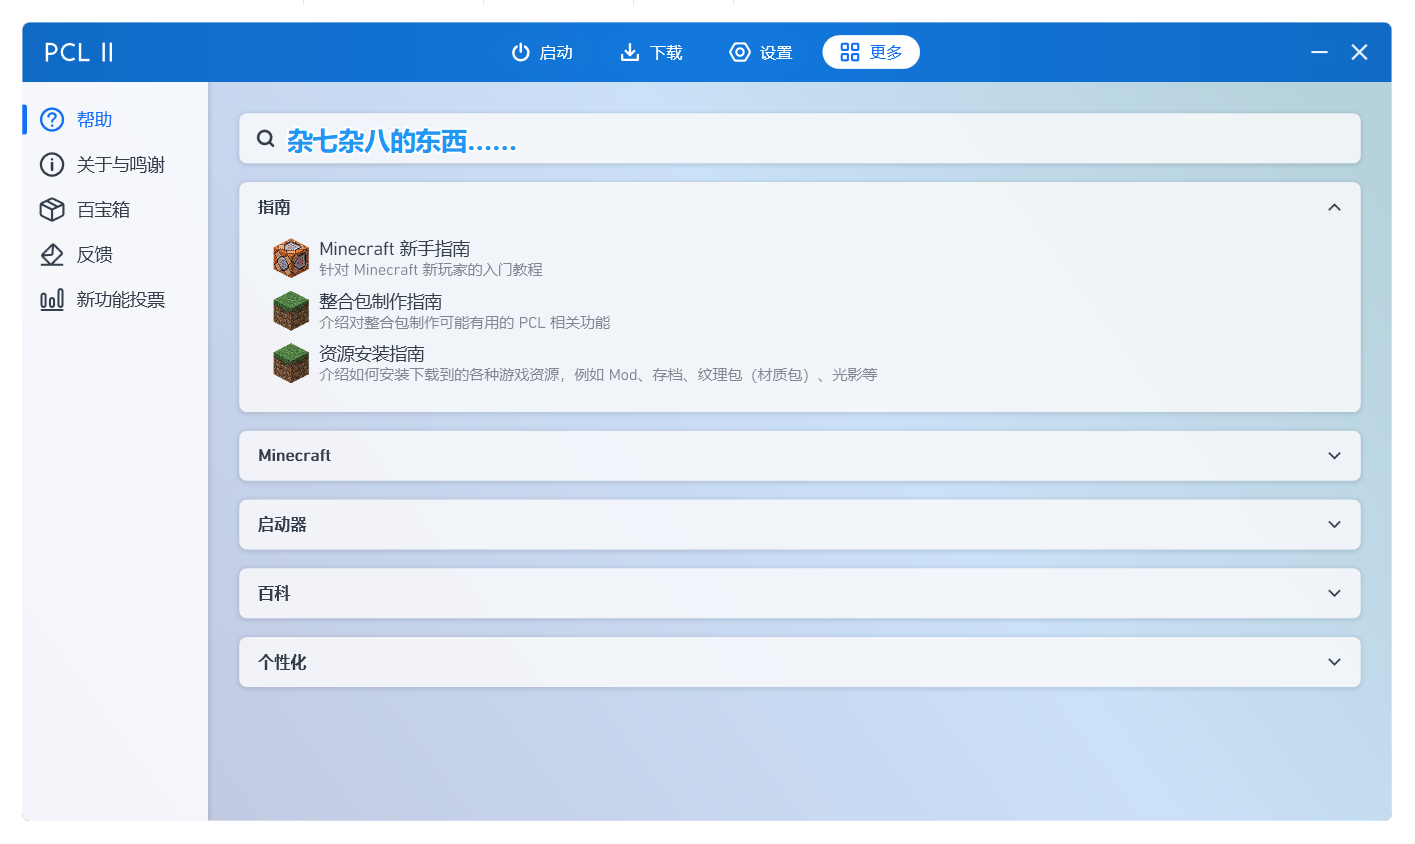 PCL II
启动
下载
设置
更多
帮助
关于与鸣谢
百宝箱
反馈
新功能投票
杂七杂八的东西......
指南
Minecraft 新手指南
针对 Minecraft 新玩家的入门教程
整合包制作指南
介绍对整合包制作可能有用的 PCL 相关功能
资源安装指南
介绍如何安装下载到的各种游戏资源，例如 Mod、存档、纹理包（材质包）、光影等
Minecraft
启动器
百科
个性化